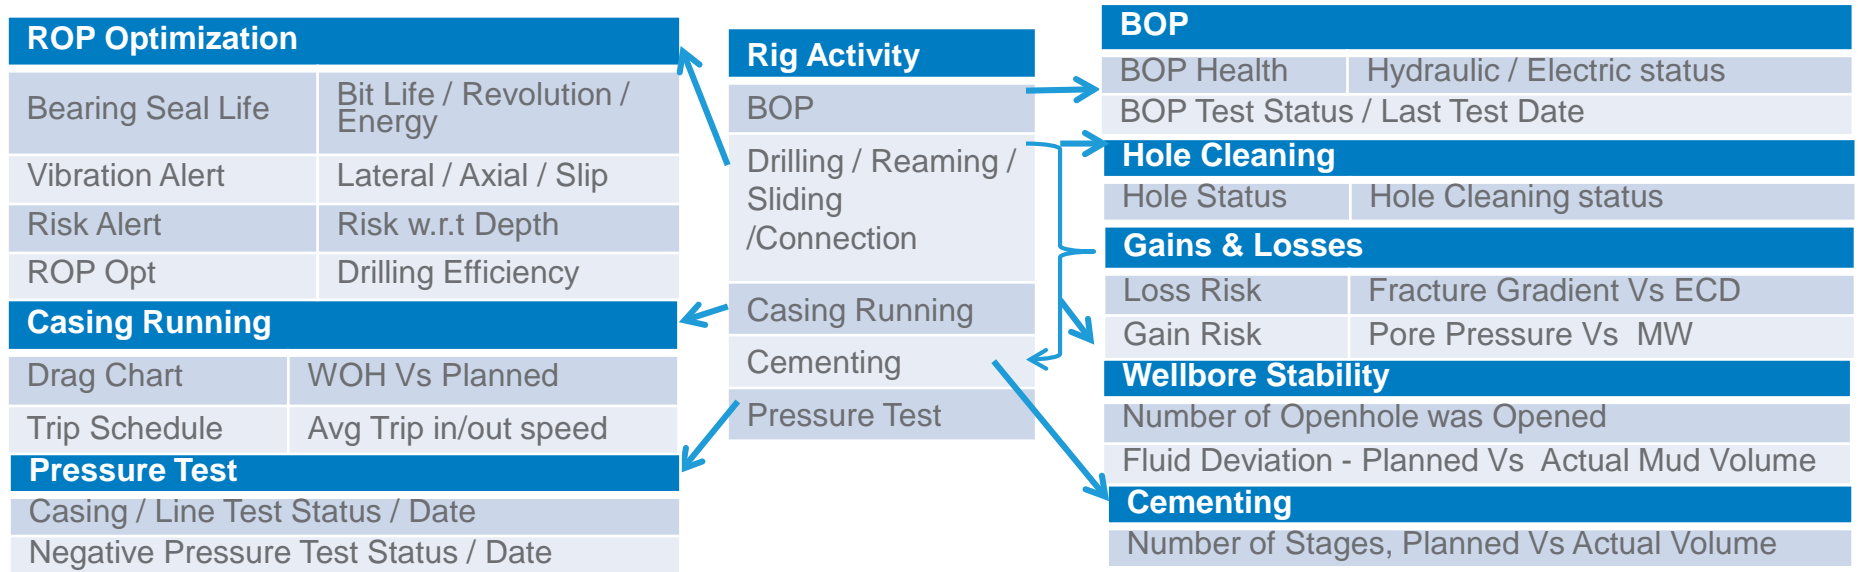 ROP Optimization
Bearing Seal Life
Bit Life / Revolution /
Energy
Vibration Alert
Lateral / Axial / Slip
Risk Alert
Risk w.r.t Depth
ROP Opt
Drilling Efficiency
Casing Running
Drag Chart
WOH Vs Planned
Trip Schedule
Avg Trip in/out speed
Pressure Test
Casing / Line Test Status / Date
Negative Pressure Test Status / Date
Rig Activity
BOP
Drilling / Reaming /
Sliding
/Connection
Casing Running
Cementing
Pressure Test
BOP
BOP Health
Hydraulic / Electric status
BOP Test Status / Last Test Date
Hole Cleaning
Hole Status
Hole Cleaning status
Gains & Losses
Loss Risk
Fracture Gradient Vs ECD
Gain Risk
Pore Pressure Vs MW
Wellbore Stability
Number of Openhole was Opened
Fluid Deviation - Planned Vs Actual Mud Volume
Cementing
Number of Stages, Planned Vs Actual Volume